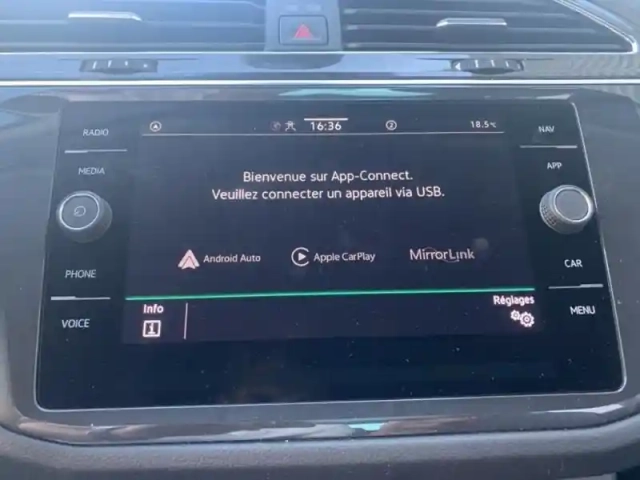 RADIO
MEDIA
PHONE
VOICE
16:36
18.5°C
Bienvenue sur App-Connect.
Veuillez connecter un appareil via USB.
Android Auto
Apple CarPlay
MirrorLink
Info
Réglages
NAV
APP
CAR
MENU